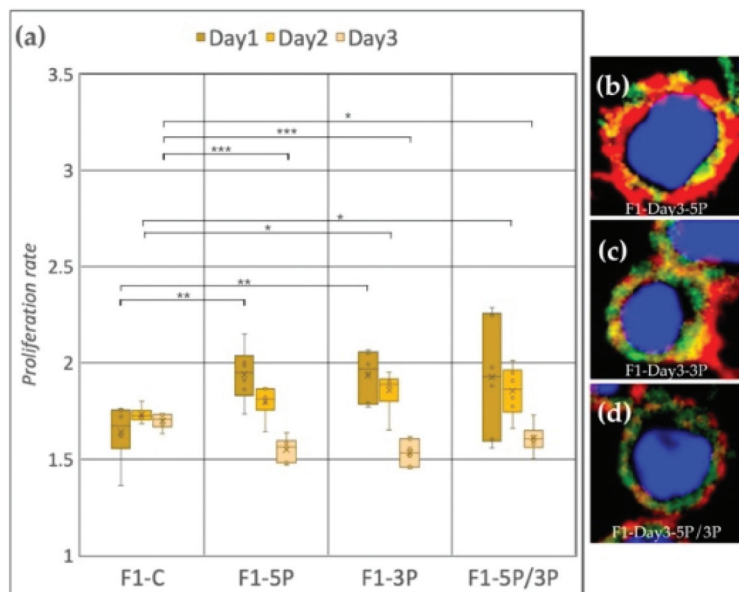 (a)
Day1 Day2 Day3
3.5
3
2.5
2
1.5
1
Proliferation rate
*
***
***
*
*
**
**
F1-C F1-5P F1-3P F1-5P/3P
(b)
F1-Day3-5P
(c)
F1-Day3-3P
(d)
F1-Day3-5P/3P